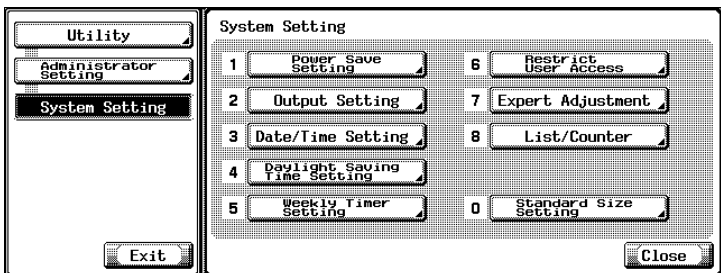 Utility
Administrator
Setting
System Setting
Exit
System Setting
1 Power Save
Setting
2 Output Setting
3 Date/Time Setting
4 Daylight Saving
Time Setting
5 Weekly Timer
Setting
6 Restrict
User Access
7 Expert Adjustment
8 List/Counter
0 Standard Size
Setting
Close